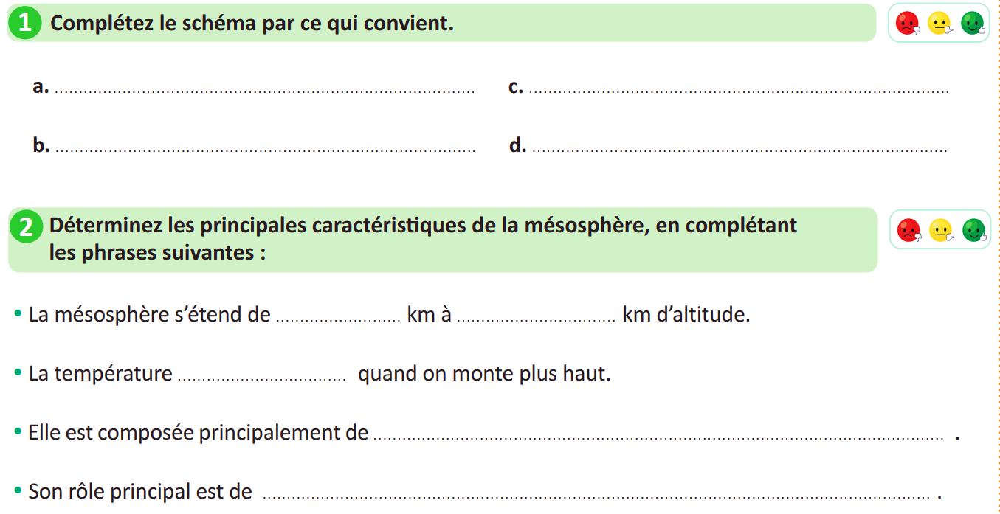 1 Complétez le schéma par ce qui convient.
a. ........................................ c. ........................................
b. ........................................ d. ........................................
2 Déterminez les principales caractéristiques de la mésosphère, en complétant
les phrases suivantes :
• La mésosphère s’étend de .................... km à .................... km d’altitude.
• La température .................... quand on monte plus haut.
• Elle est composée principalement de ........................................ .
• Son rôle principal est de ........................................ .